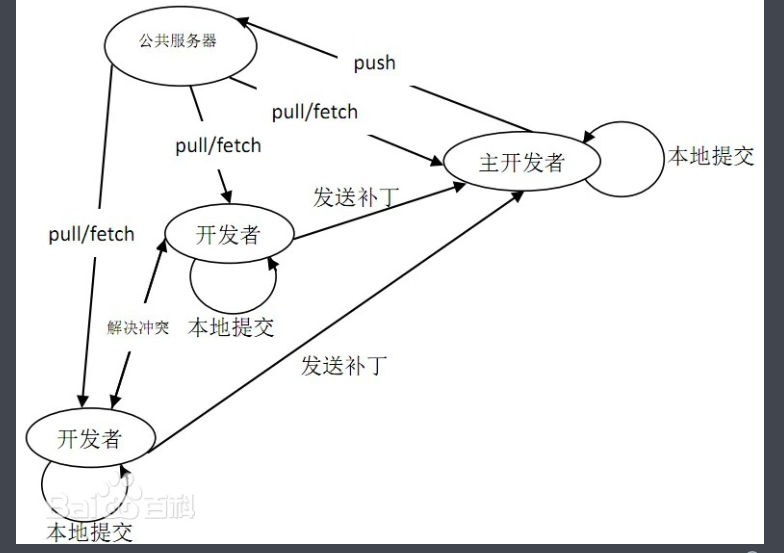 公共服务器
push
pull/fetch
pull/fetch
主开发者
本地提交
发送补丁
pull/fetch
开发者
解决冲突
本地提交
发送补丁
开发者
Baidu百科
本地提交